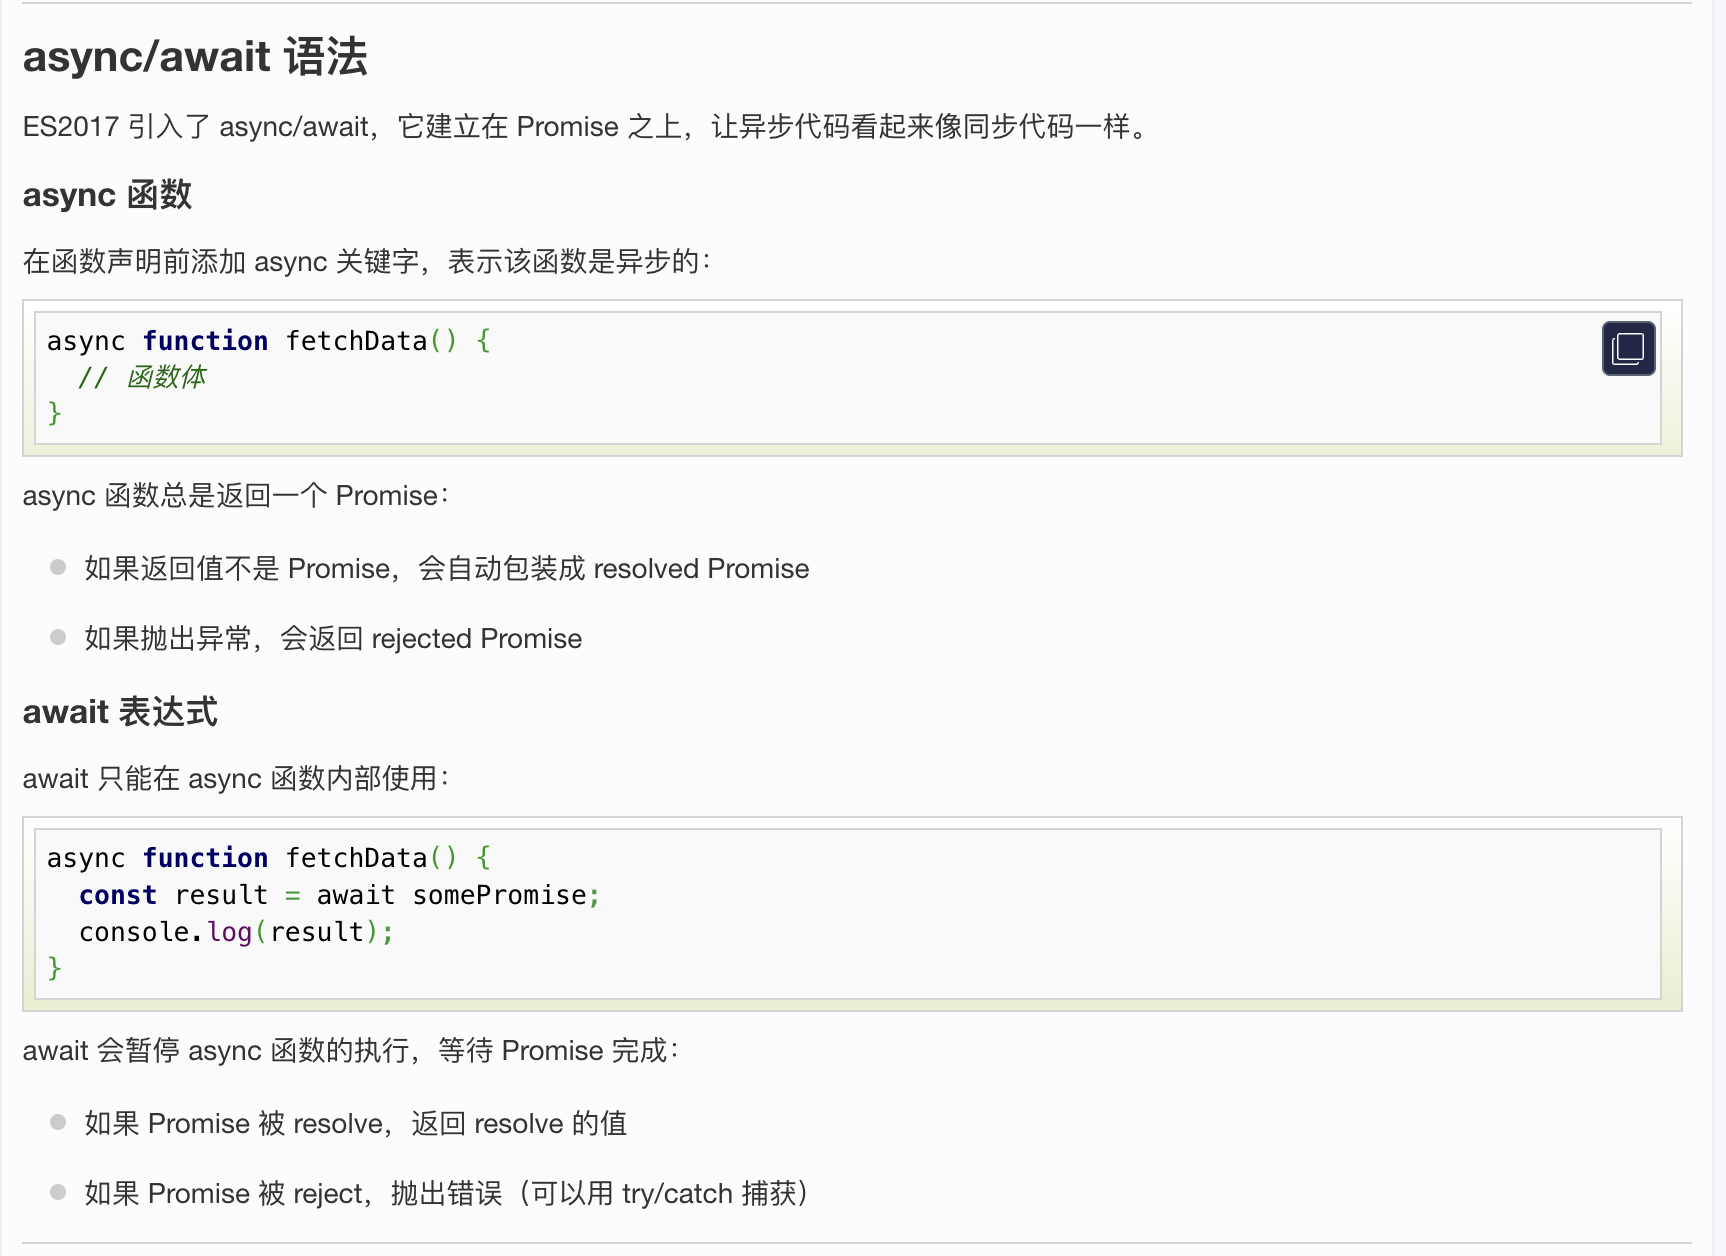 async/await 语法
ES2017 引入了 async/await，它建立在 Promise 之上，让异步代码看起来像同步代码一样。
async 函数
在函数声明前添加 async 关键字，表示该函数是异步的：
async function fetchData() {
  // 函数体
}
async 函数总是返回一个 Promise：
如果返回值不是 Promise，会自动包装成 resolved Promise
如果抛出异常，会返回 rejected Promise
await 表达式
await 只能在 async 函数内部使用：
async function fetchData() {
  const result = await somePromise;
  console.log(result);
}
await 会暂停 async 函数的执行，等待 Promise 完成：
如果 Promise 被 resolve，返回 resolve 的值
如果 Promise 被 reject，抛出错误（可以用 try/catch 捕获）